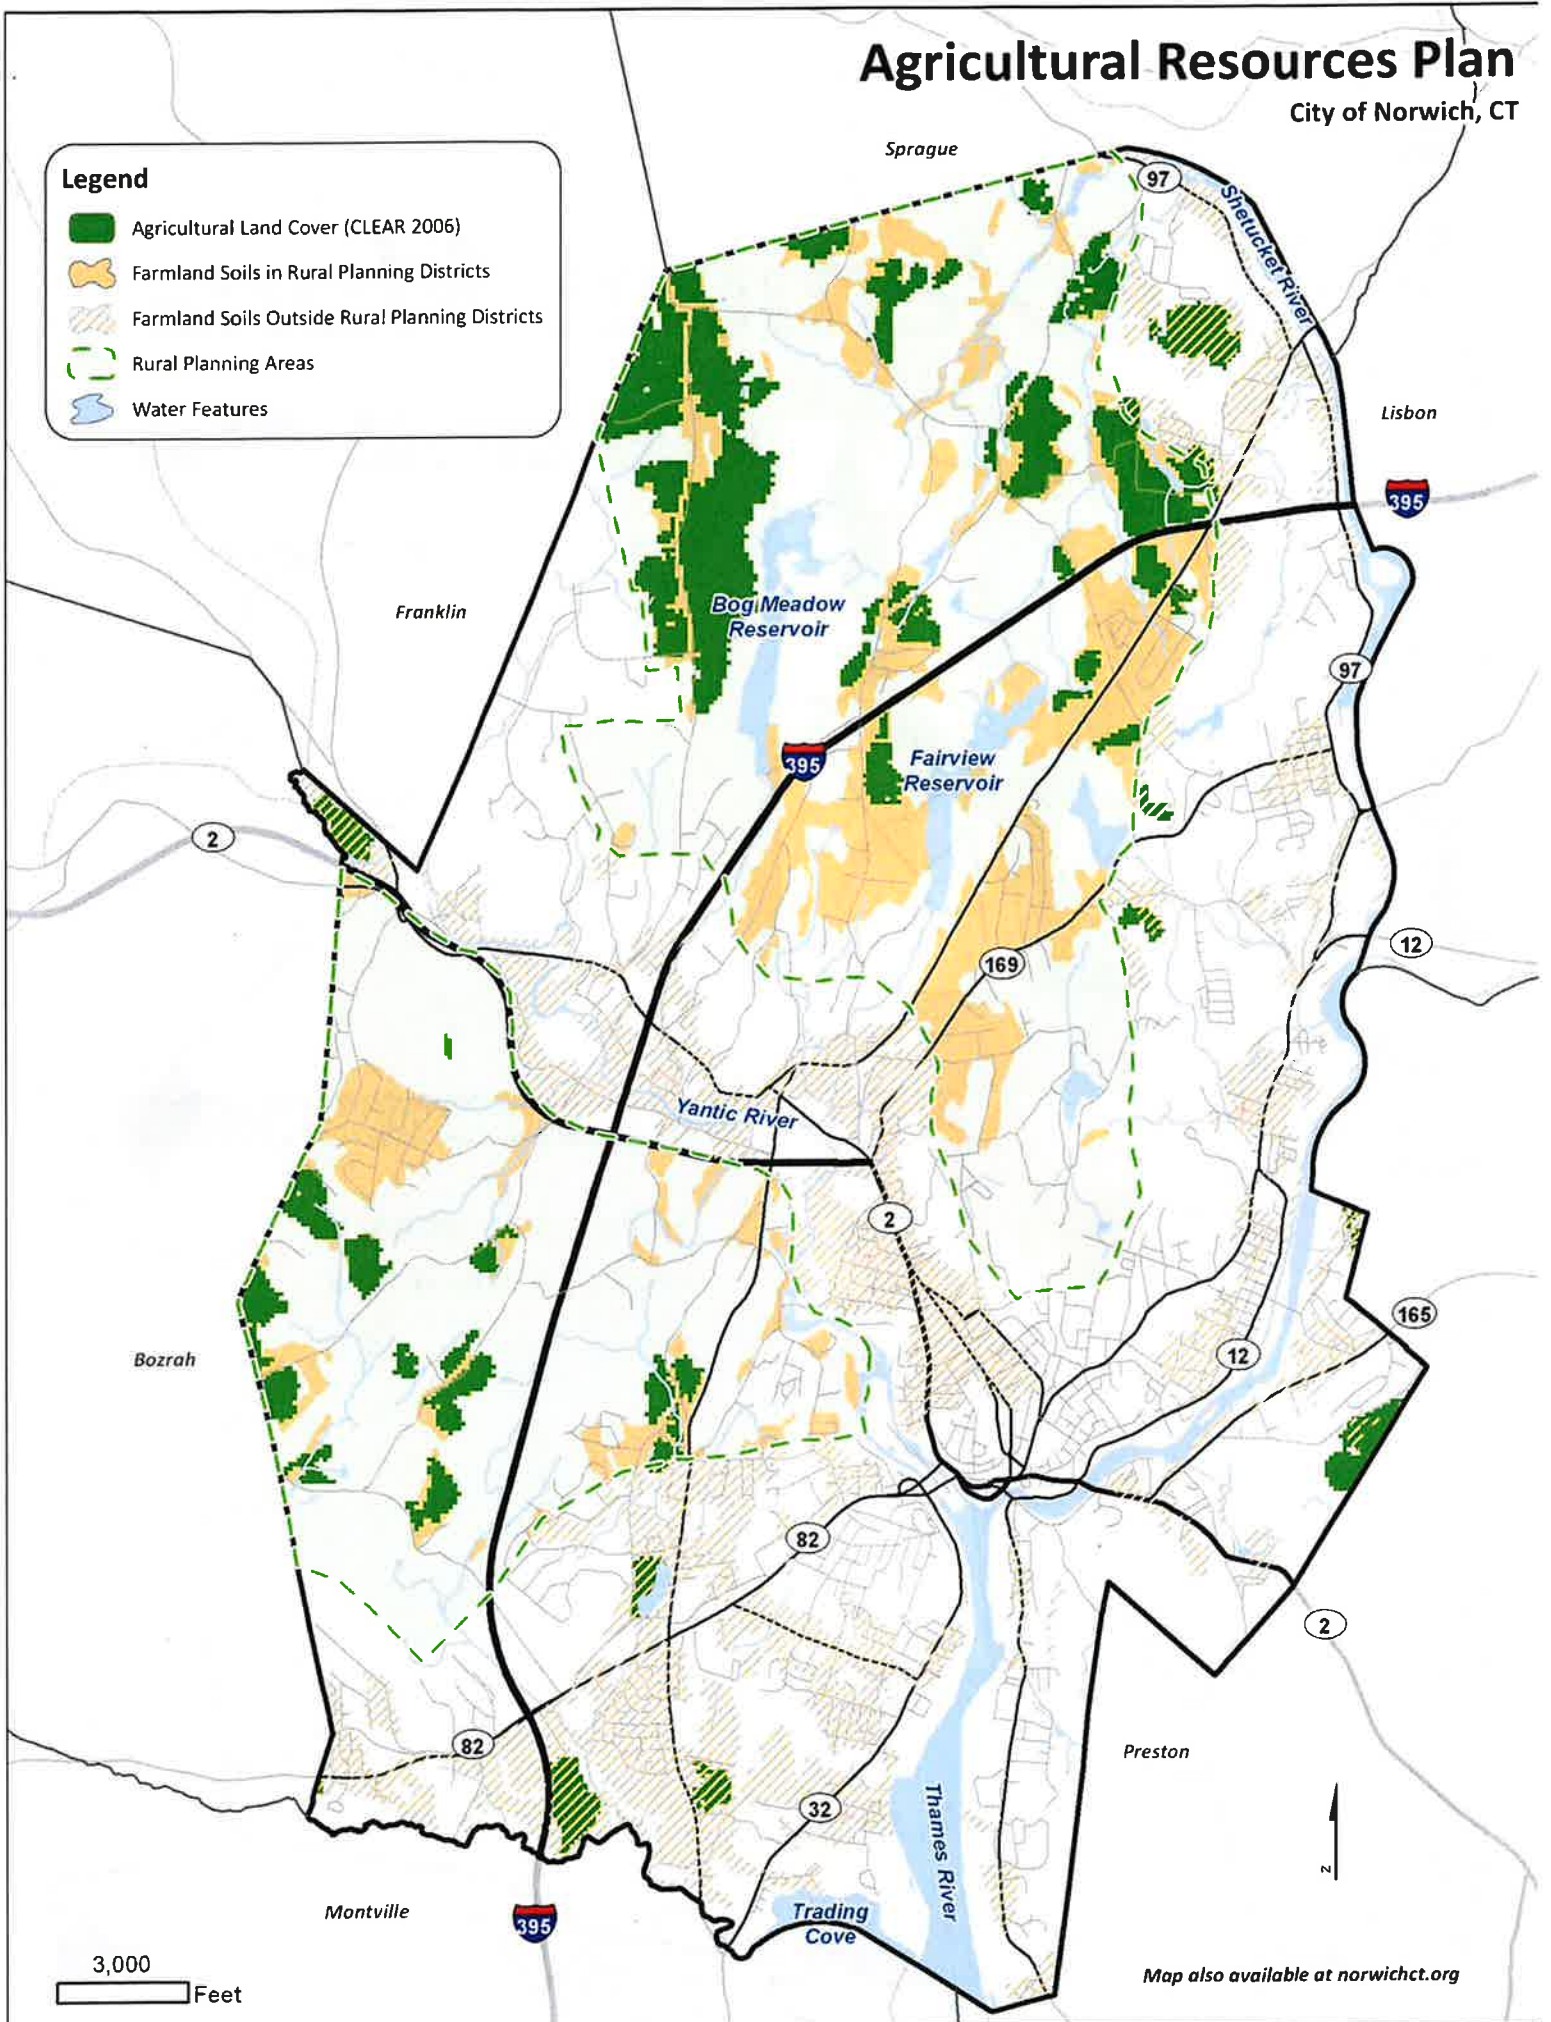 Agricultural Resources Plan
City of Norwich, CT
Legend
Agricultural Land Cover (CLEAR 2006)
Farmland Soils in Rural Planning Districts
Farmland Soils Outside Rural Planning Districts
Rural Planning Areas
Water Features
Sprague
97
Shetucket River
Lisbon
395
Franklin
Bog Meadow
Reservoir
97
395
Fairview
Reservoir
2
12
169
Yantic River
2
165
12
Bozrah
82
2
82
Preston
32
Thames River
N
Montville
395
Trading
Cove
3,000
Feet
Map also available at norwichct.org